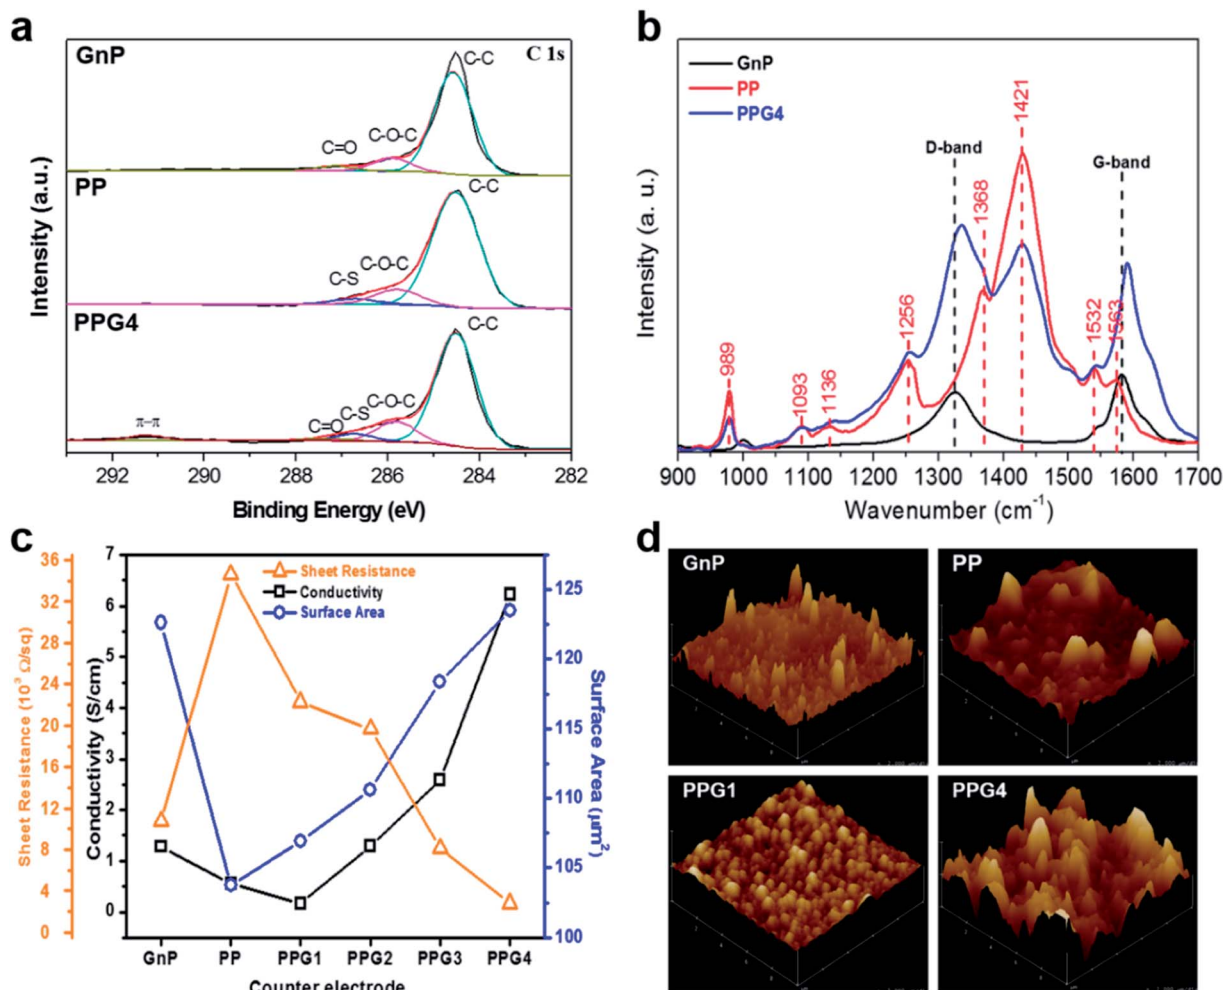 a
GnP
C 1s
C-C
C-O-C
C=O
PP
C-C
C-O-C
C-S
PPG4
C-C
C-O-C
C-S
C=O
π–π
Intensity (a.u.)
292 290 288 286 284 282
Binding Energy (eV)
b
GnP
PP
PPG4
D-band
G-band
989
1093
1136
1256
1368
1421
1532
1563
Intensity (a. u.)
900 1000 1100 1200 1300 1400 1500 1600 1700
Wavenumber (cm⁻¹)
c
Sheet Resistance
Conductivity
Surface Area
Sheet Resistance (10³ Ω/sq)
36
32
28
24
20
16
12
8
4
0
Conductivity (S/cm)
7
6
5
4
3
2
1
0
125
120
115
110
105
100
Surface Area (μm²)
GnP PP PPG1 PPG2 PPG3 PPG4
Counter electrode
d
GnP
PP
PPG1
PPG4